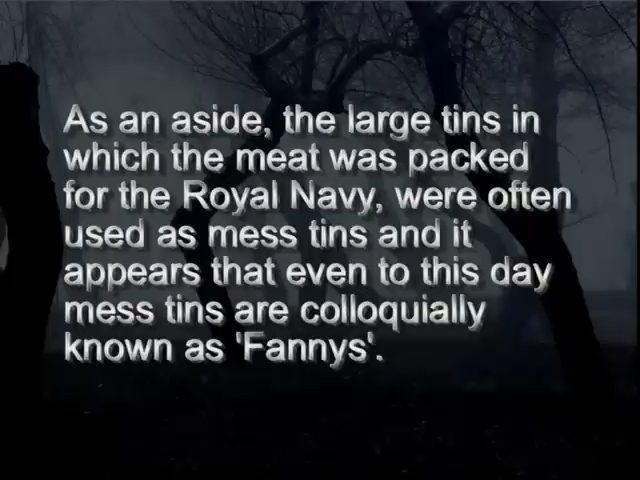 As an aside, the large tins in
which the meat was packed
for the Royal Navy, were often
used as mess tins and it
appears that even to this day
mess tins are colloquially
known as 'Fannys'.